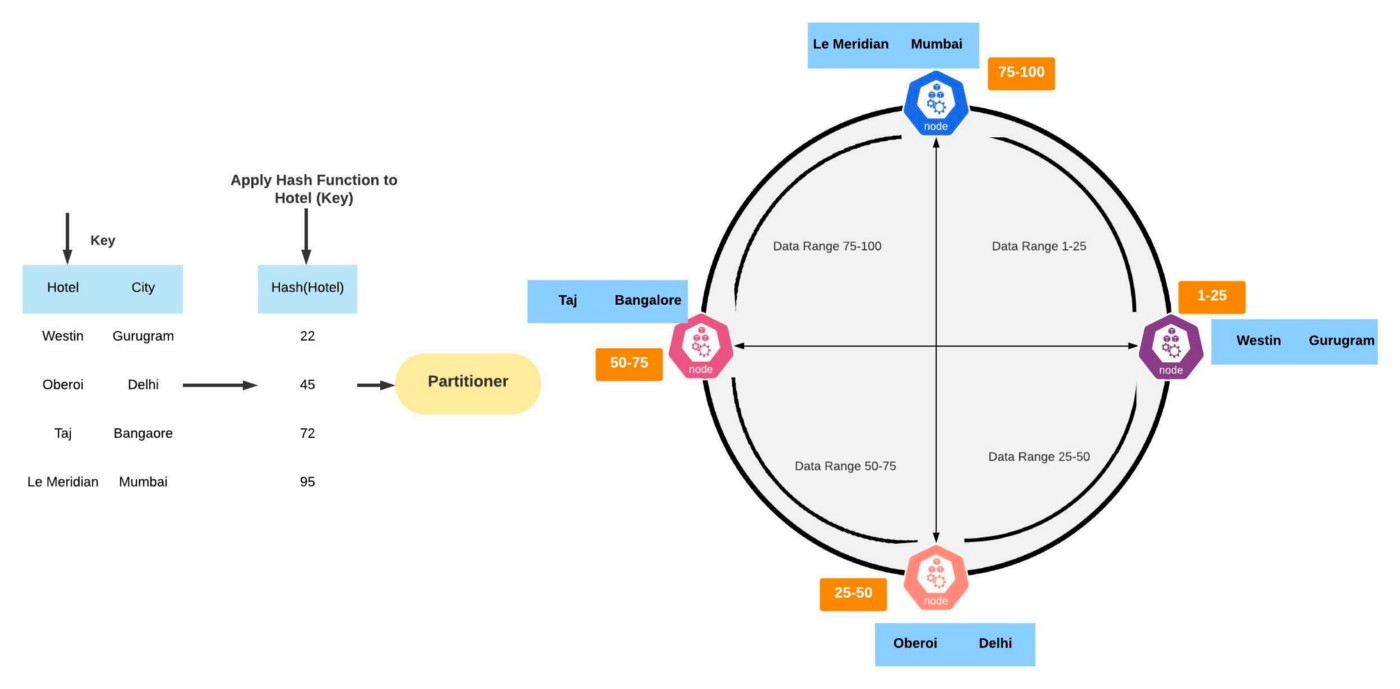 Apply Hash Function to
Hotel (Key)
Key
Hotel City Hash(Hotel)
Westin Gurugram 22
Oberoi Delhi 45
Taj Bangaore 72
Le Meridian Mumbai 95
Partitioner
Le Meridian Mumbai
75-100
node
Data Range 75-100
Data Range 1-25
Taj Bangalore
50-75
node
1-25
Westin Gurugram
node
Data Range 50-75
Data Range 25-50
25-50
node
Oberoi Delhi